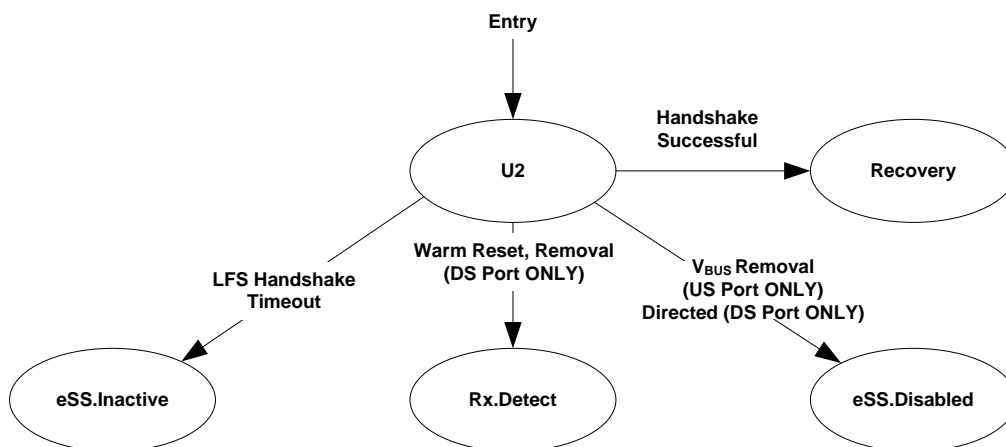 Entry
Handshake
Successful
U2
Recovery
Warm Reset, Removal
(DS Port ONLY)
LFS Handshake
Timeout
VBUS Removal
(US Port ONLY)
Directed (DS Port ONLY)
eSS.Inactive
Rx.Detect
eSS.Disabled